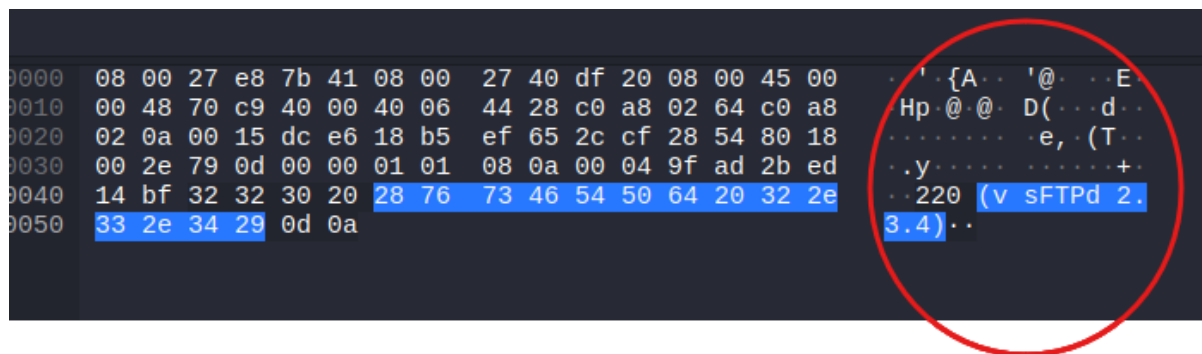 0000 08 00 27 e8 7b 41 08 00 27 40 df 20 08 00 45 00 ··'·{A·· '@· ··E·
0010 00 48 70 c9 40 00 40 06 44 28 c0 a8 02 64 c0 a8 ·Hp·@·@· D(···d··
0020 02 0a 00 15 dc e6 18 b5 ef 65 2c cf 28 54 80 18 ········ ·e,·(T··
0030 00 2e 79 0d 00 00 01 01 08 0a 00 04 9f ad 2b ed ·.y····· ······+·
0040 14 bf 32 32 30 20 28 76 73 46 54 50 64 20 32 2e ··220 (v sFTPd 2.
0050 33 2e 34 29 0d 0a 3.4)··